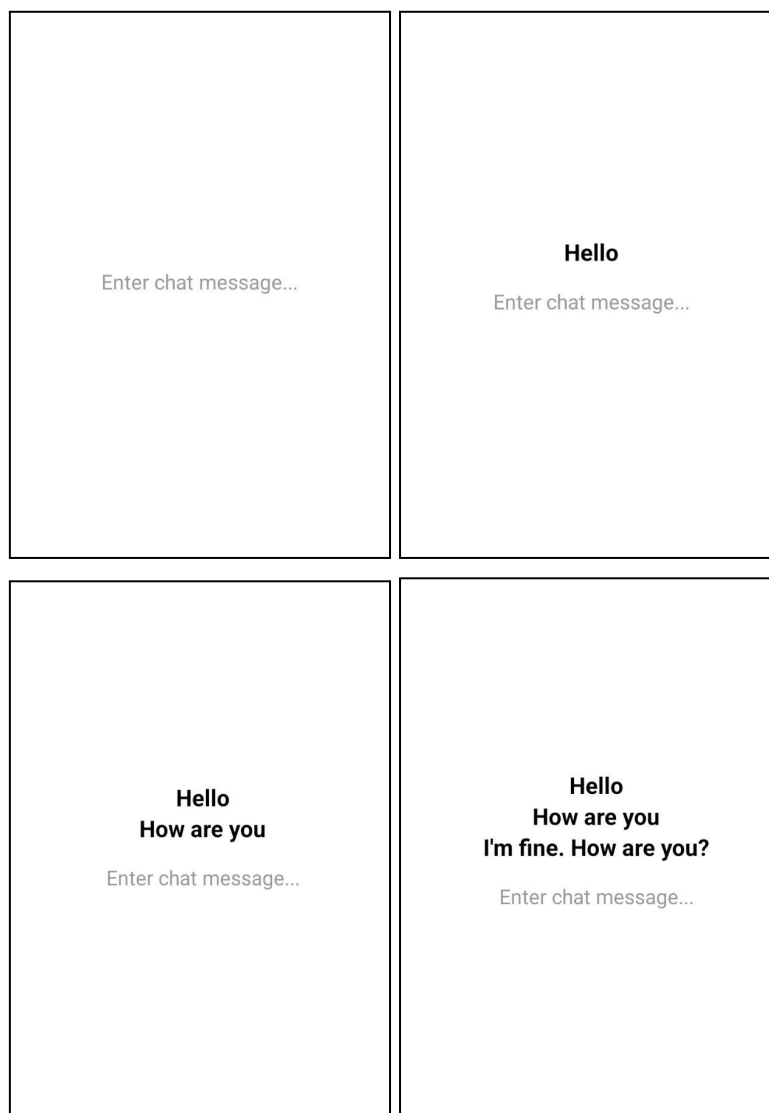 Enter chat message...
Hello
Enter chat message...
Hello
How are you
Enter chat message...
Hello
How are you
I'm fine. How are you?
Enter chat message...